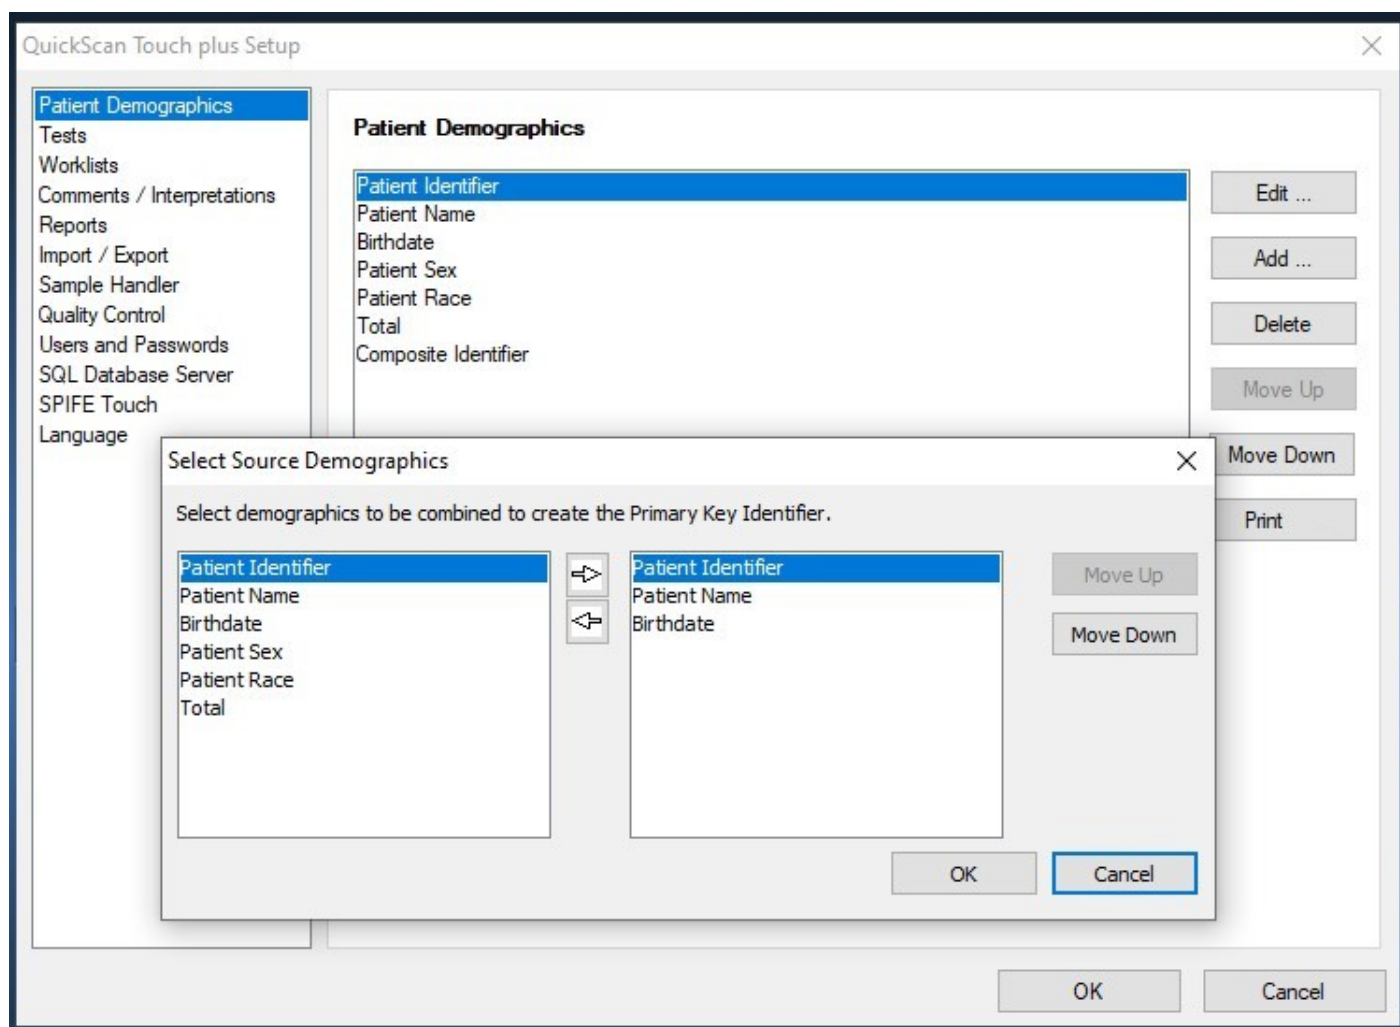 QuickScan Touch plus Setup
Patient Demographics
Tests
Worklists
Comments / Interpretations
Reports
Import / Export
Sample Handler
Quality Control
Users and Passwords
SQL Database Server
SPIFE Touch
Language
Patient Demographics
Patient Identifier
Patient Name
Birthdate
Patient Sex
Patient Race
Total
Composite Identifier
Edit ...
Add ...
Delete
Move Up
Move Down
Print
Select Source Demographics
Select demographics to be combined to create the Primary Key Identifier.
Patient Identifier
Patient Name
Birthdate
Patient Sex
Patient Race
Total
Patient Identifier
Patient Name
Birthdate
Move Up
Move Down
OK
Cancel
OK
Cancel